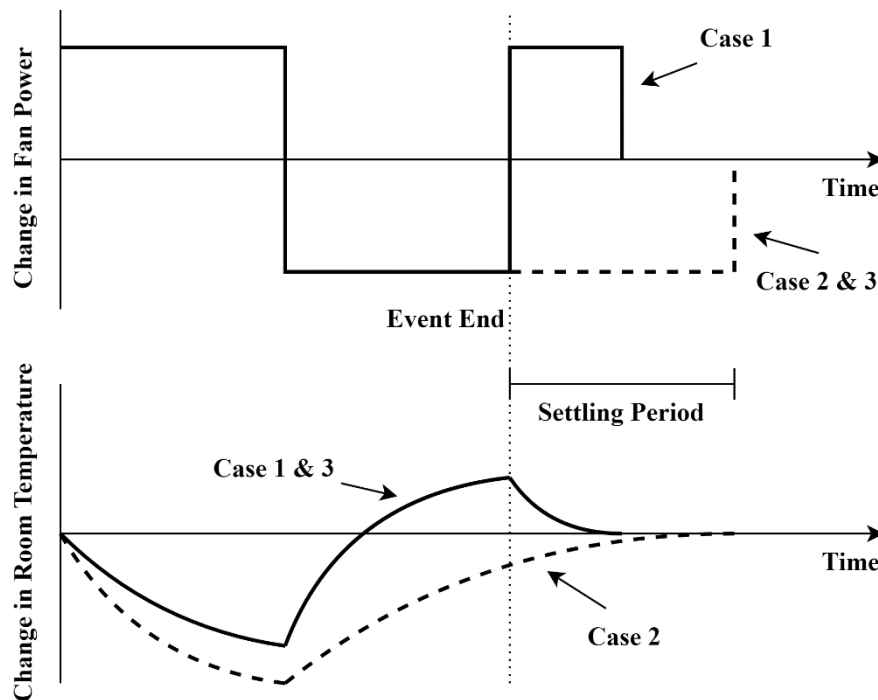 Change in Fan Power
Case 1
Time
Case 2 & 3
Event End
Change in Room Temperature
Settling Period
Case 1 & 3
Time
Case 2